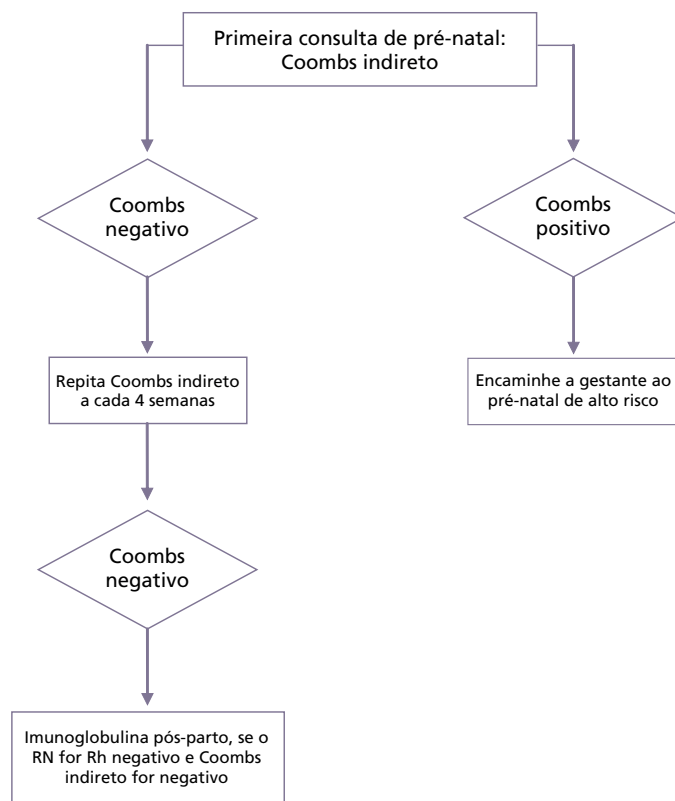 Primeira consulta de pré-natal:
Coombs indireto
Coombs
negativo
Coombs
positivo
Repita Coombs indireto
a cada 4 semanas
Encaminhe a gestante ao
pré-natal de alto risco
Coombs
negativo
Imunoglobulina pós-parto, se o
RN for Rh negativo e Coombs
indireto for negativo